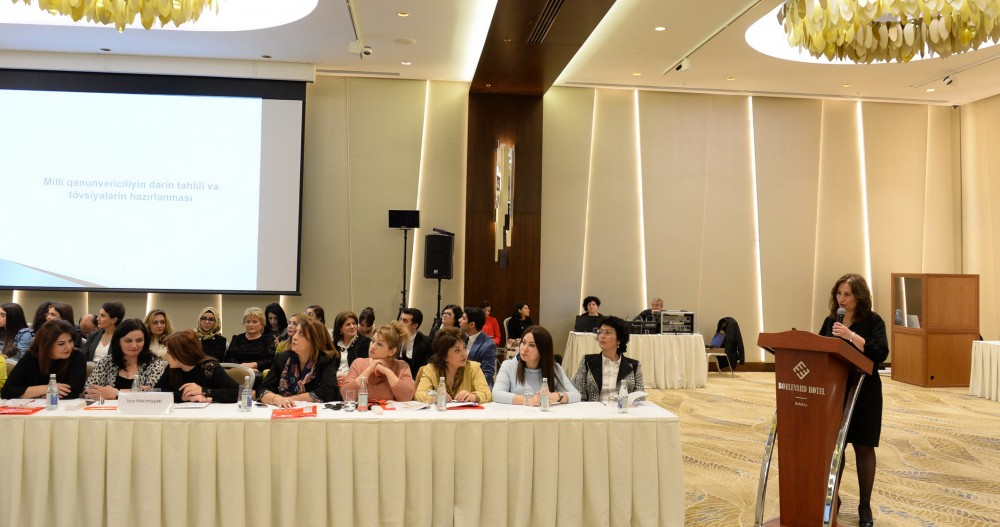 Milli qanunvericiliyin dərin təhlili və
tövsiyələrin hazırlanması
BOULEVARD HOTEL
BAKU